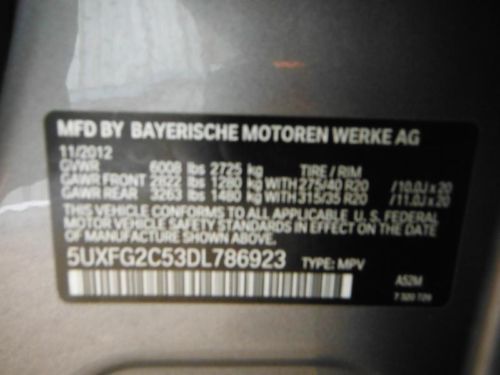 MFD BY BAYERISCHE MOTOREN WERKE AG
11/2012
GVWR 6008 lbs 2725 kg TIRE / RIM
GAWR FRONT 2822 lbs 1280 kg WITH 275/40 R20 / 10.0J x 20
GAWR REAR 3263 lbs 1480 kg WITH 315/35 R20 / 11.0J x 20
THIS VEHICLE CONFORMS TO ALL APPLICABLE U. S. FEDERAL
MOTOR VEHICLE SAFETY STANDARDS IN EFFECT ON THE
DATE OF MANUFACTURE SHOWN ABOVE.
5UXFG2C53DL786923 TYPE: MPV
A52M